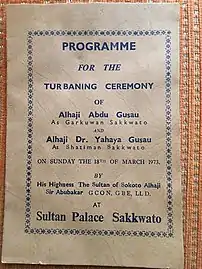 PROGRAMME
FOR THE
TURBANING CEREMONY
OF
Alhaji Abdu Gusau
As Garkuwan Sakkwato
AND
Alhaji Dr. Yahaya Gusau
As Shatiman Sakkwato
ON SUNDAY THE 18TH OF MARCH 1973.
BY
His Highness The Sultan of Sokoto Alhaji
Sir Abubakar GCON, GBE, LLD.
AT
Sultan Palace Sakkwato